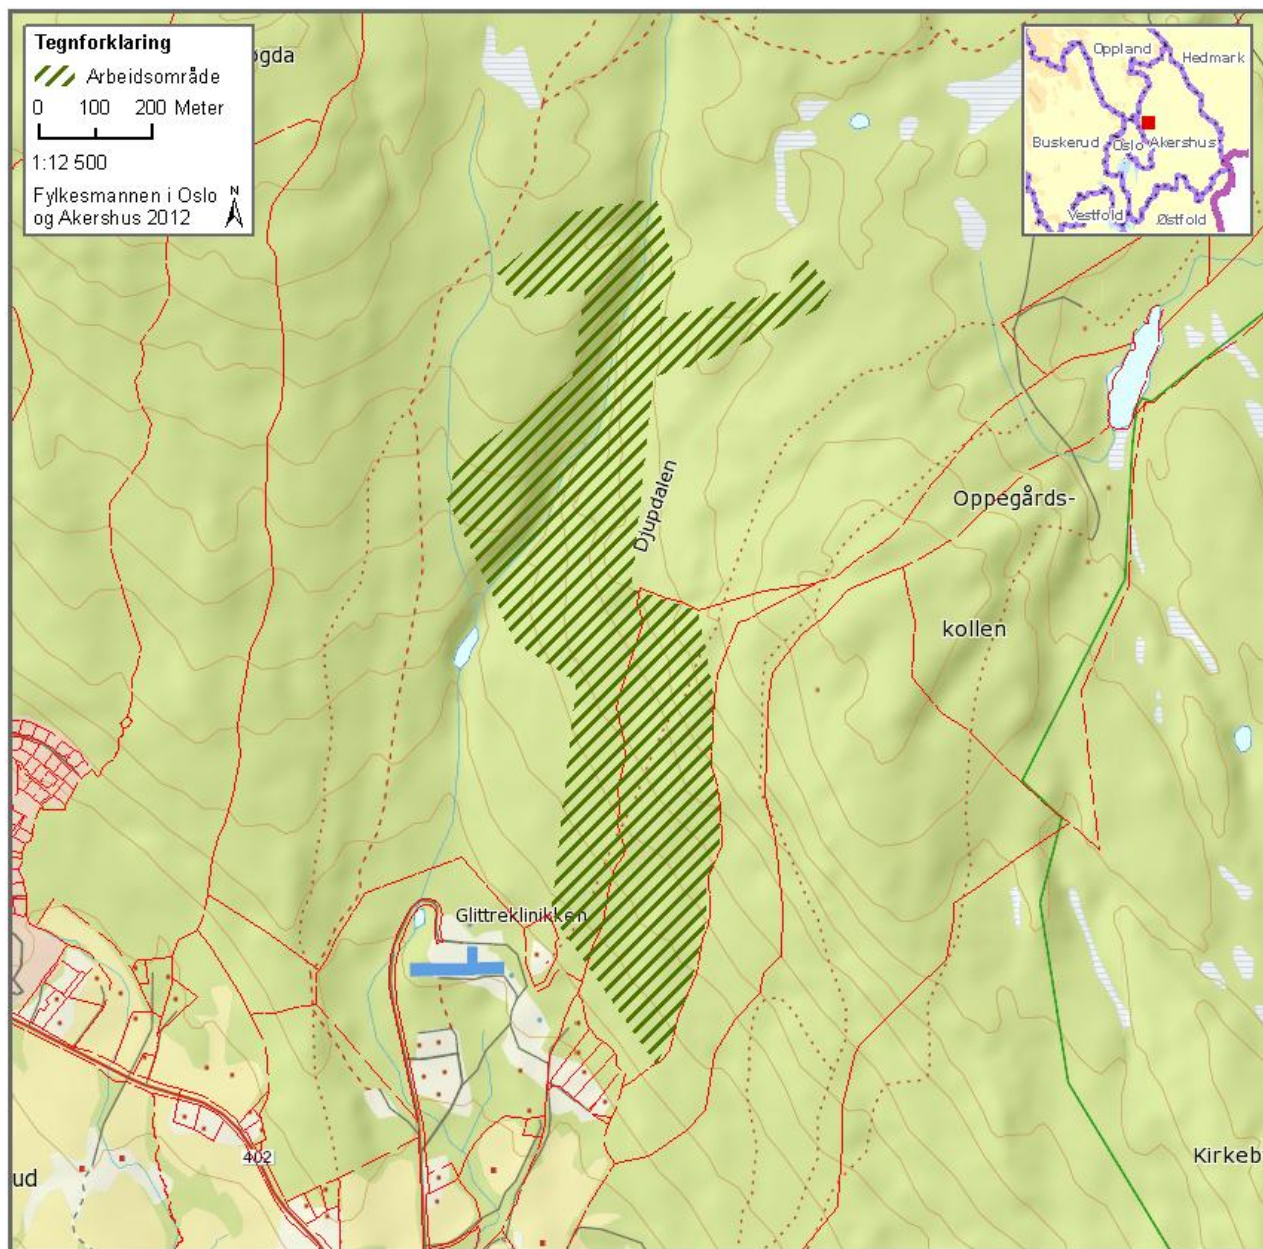 Tegnforklaring
Arbeidsområde
0 100 200 Meter
1:12 500
Fylkesmannen i Oslo
og Akershus 2012
N
øgda
Oppland
Hedmark
Buskerud
Oslo
Akershus
Vestfold
Østfold
Djupdalen
Oppegårds-
kollen
Glittreklinikken
402
ud
Kirkeb